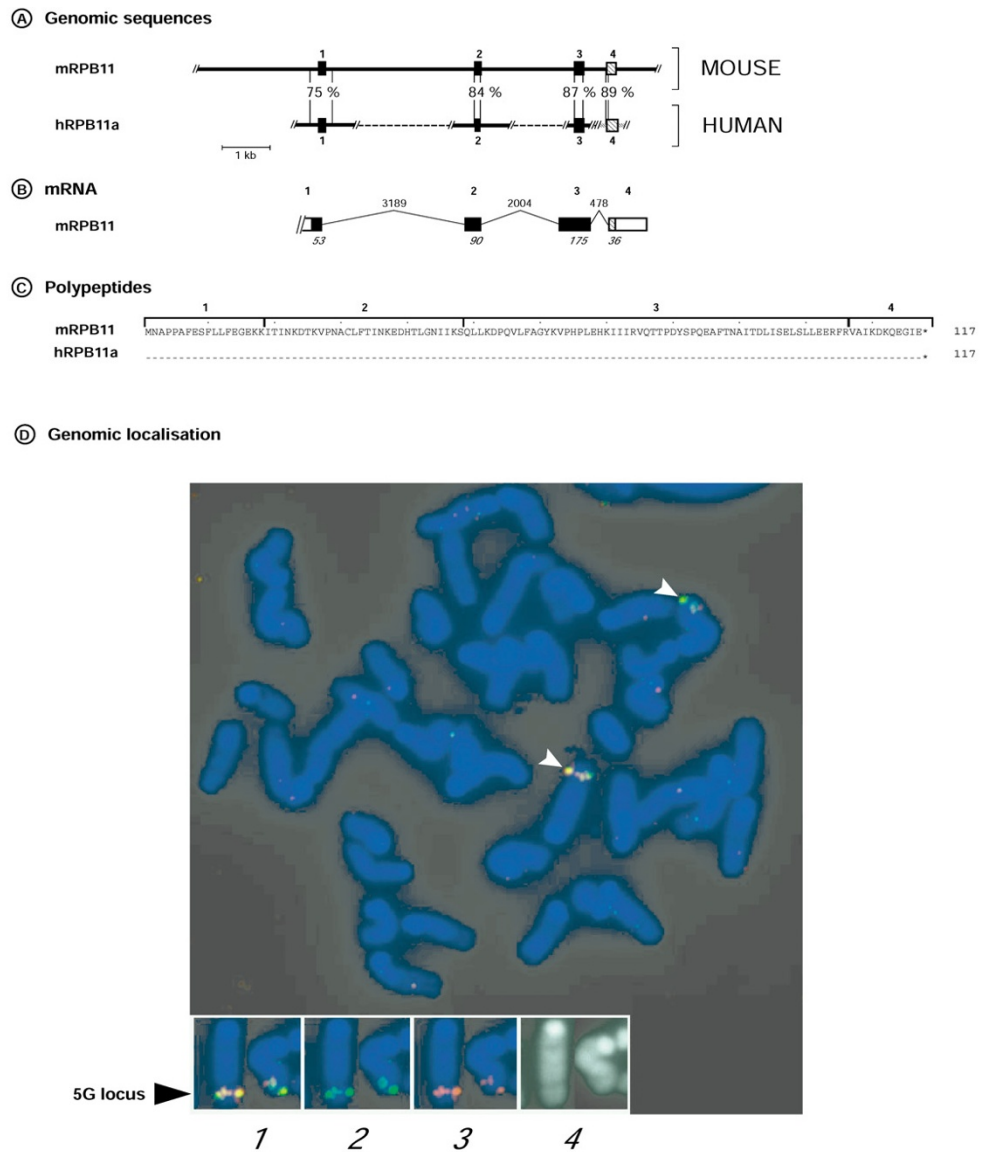 A Genomic sequences
1 2 3 4
mRPB11 // // MOUSE
75 % 84 % 87 % 89 %
hRPB11a // // // // // // HUMAN
1 2 3 4
1 kb
B mRNA 1 2 3 4
3189 2004 478
mRPB11
53 90 175 36
C Polypeptides
1 2 3 4
mRPB11 MNAPPAFESFLLFEGEKKITINKDTKVPNACLFTINKEDHTLGNIIKSQLLKDPQVLFAGYKVPHPLEHKIIIRVQTTPDYSPQEAFTNAITDLISELSLLEERFRVAIKDKQEGIE* 117
hRPB11a * 117
D Genomic localisation
5G locus
1 2 3 4